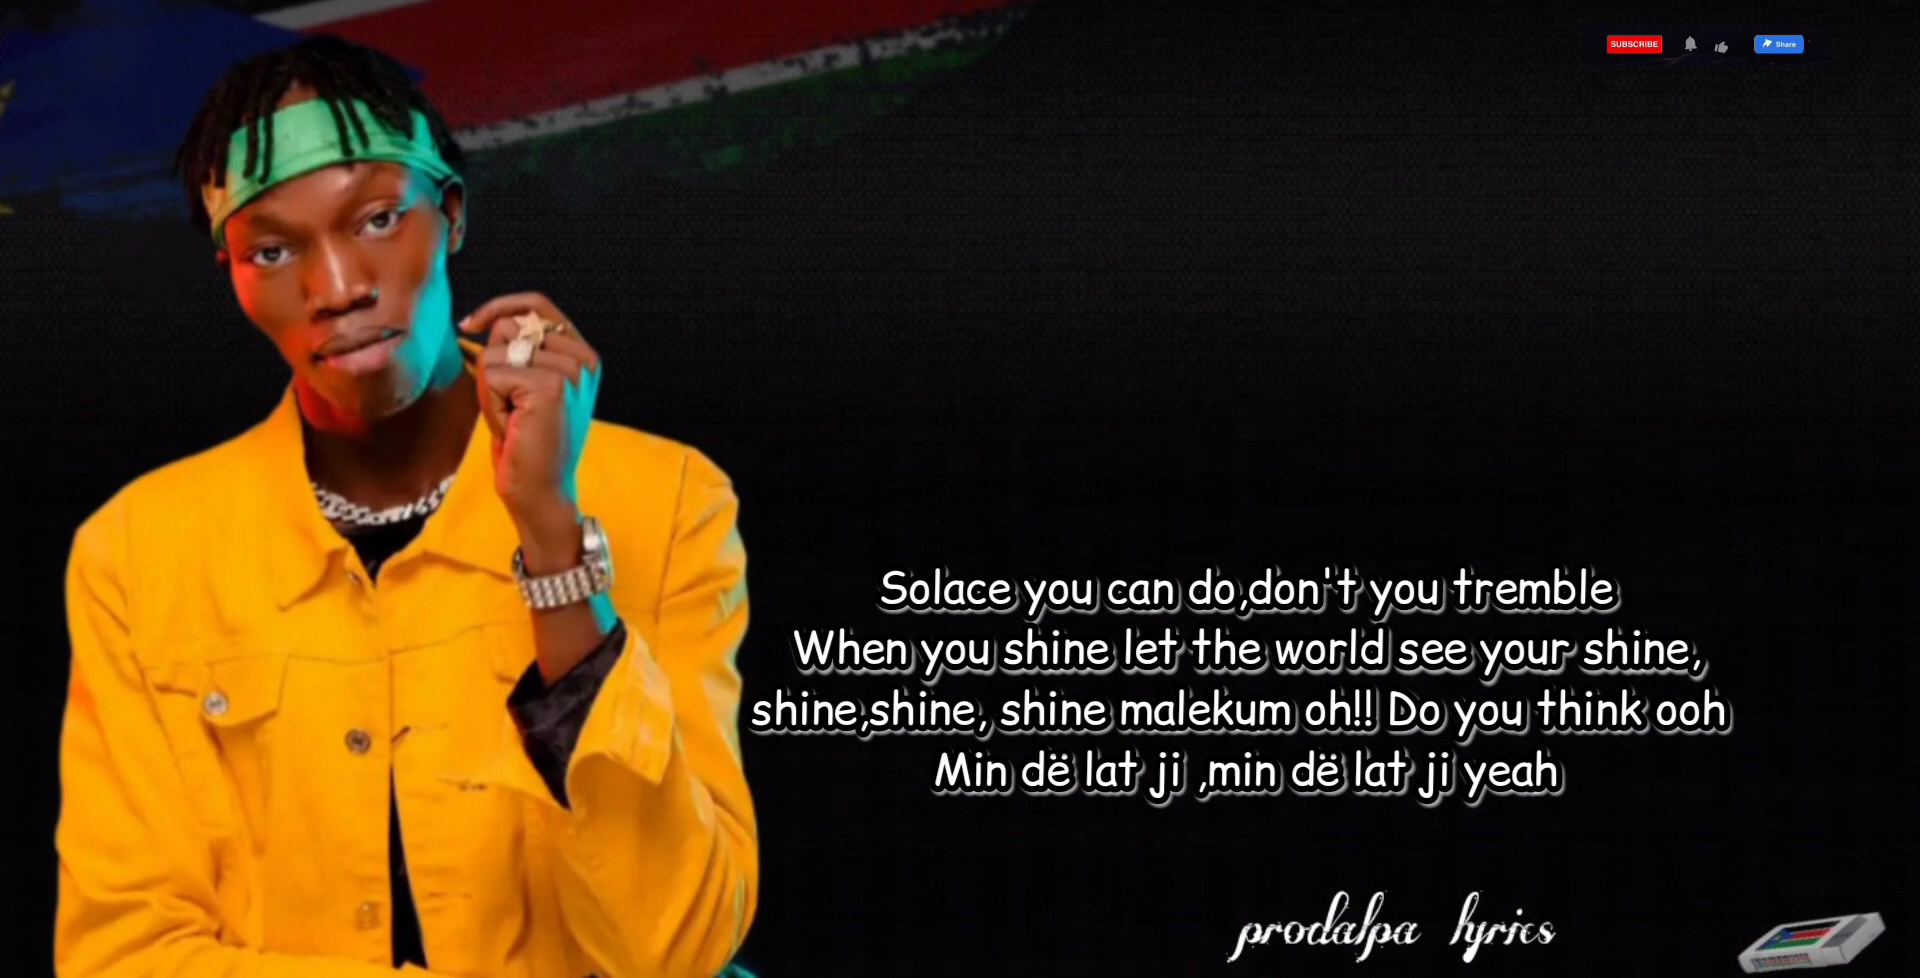 SUBSCRIBE
Share
Solace you can do,don't you tremble
When you shine let the world see your shine,
shine,shine, shine malekum oh!! Do you think ooh
Min dë lat ji ,min dë lat ji yeah
prodalpa lyrics